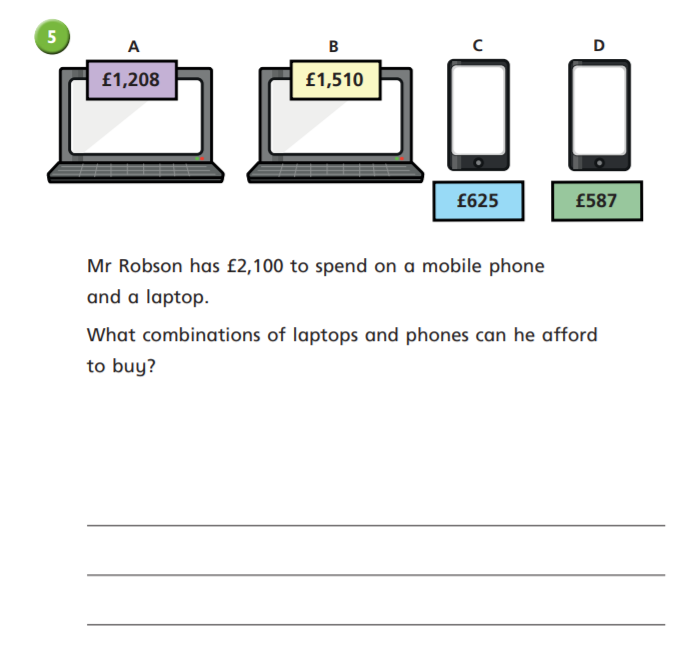 5
A B C D
£1,208 £1,510
£625 £587
Mr Robson has £2,100 to spend on a mobile phone
and a laptop.
What combinations of laptops and phones can he afford
to buy?